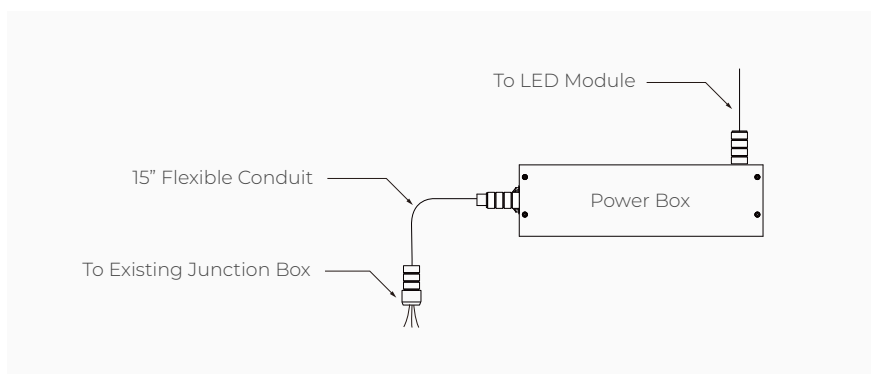 To LED Module
15” Flexible Conduit
Power Box
To Existing Junction Box